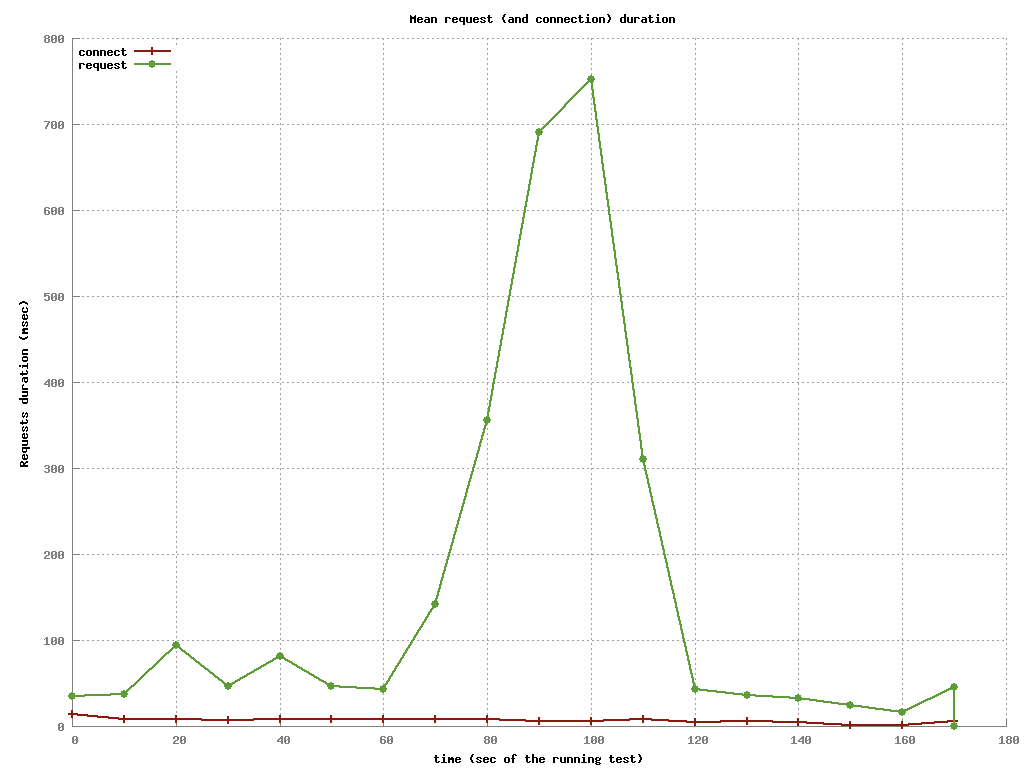 Mean request (and connection) duration
connect
request
800
700
600
500
400
300
200
100
0
Requests duration (msec)
0 20 40 60 80 100 120 140 160 180
time (sec of the running test)